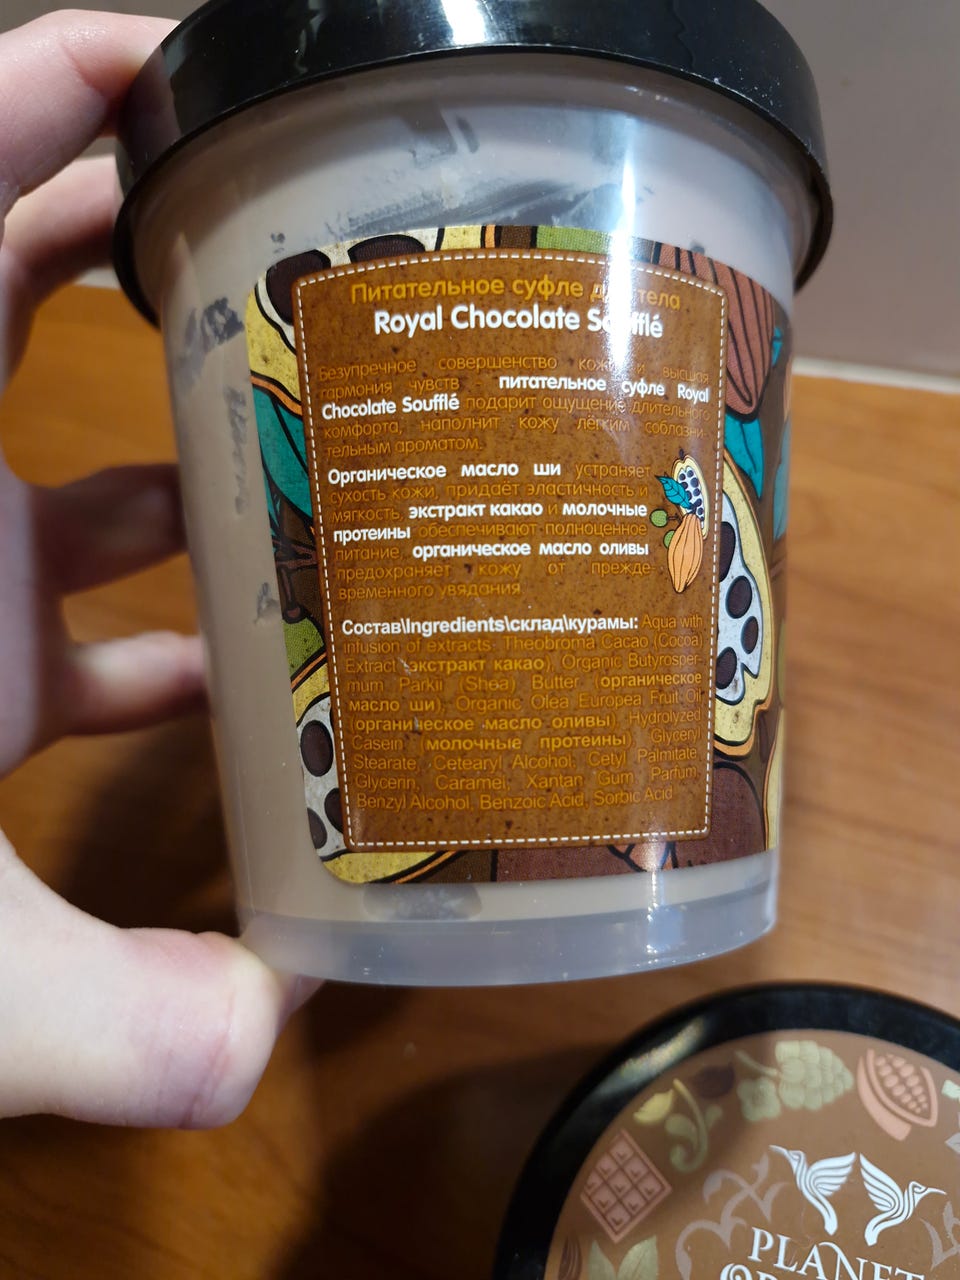 Питательное суфле для тела
Royal Chocolate Soufflé
Безупречное совершенство кожи и высшая
гармония чувств - питательное суфле Royal
Chocolate Soufflé подарит ощущение длительного
комфорта, наполнит кожу лёгким соблазни-
тельным ароматом.
Органическое масло ши устраняет
сухость кожи, придаёт эластичность и
мягкость, экстракт какао и молочные
протеины обеспечивают полноценное
питание, органическое масло оливы
предохраняет кожу от прежде-
временного увядания.
Состав\Ingredients\склад\курамы: Aqua with
infusion of extracts: Theobroma Cacao (Cocoa)
Extract (экстракт какао), Organic Butyrosper-
mum Parkii (Shea) Butter (органическое
масло ши), Organic Olea Europea Fruit Oil
(органическое масло оливы), Hydrolyzed
Casein (молочные протеины), Glyceryl
Stearate, Cetearyl Alcohol, Cetyl Palmitate,
Glycerin, Caramel, Xantan Gum, Parfum,
Benzyl Alcohol, Benzoic Acid, Sorbic Acid
PLANET